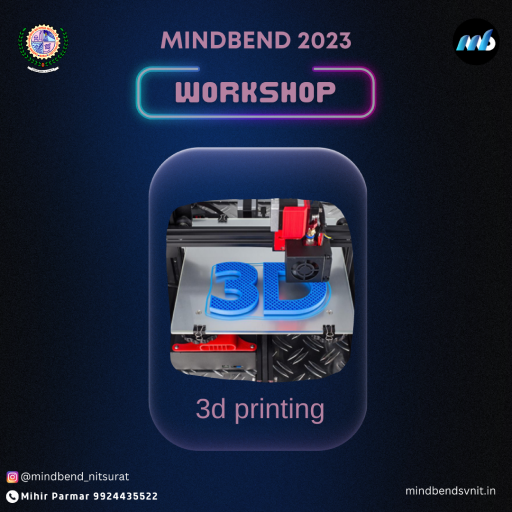 MINDBEND 2023
WORKSHOP
3D
3d printing
@mindbend_nitsurat
Mihir Parmar 9924435522
mindbendsvnit.in